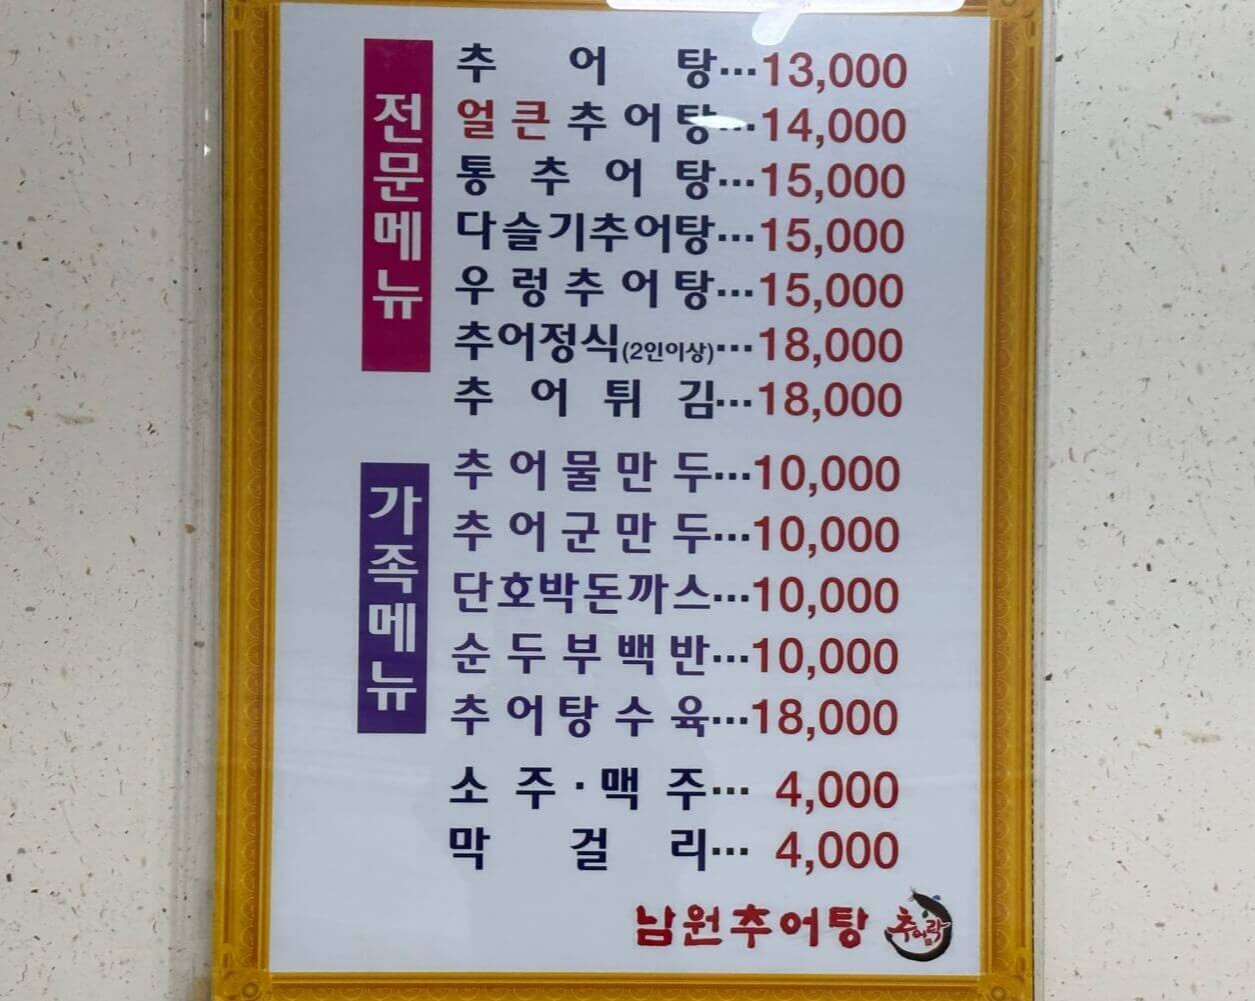 전문메뉴
추어탕…13,000
얼큰추어탕…14,000
통추어탕…15,000
다슬기추어탕…15,000
우렁추어탕…15,000
추어정식(2인이상)…18,000
추어튀김…18,000
가족메뉴
추어물만두…10,000
추어군만두…10,000
단호박돈까스…10,000
순두부백반…10,000
추어탕수육…18,000
소주·맥주… 4,000
막걸리… 4,000
남원추어탕 추어락